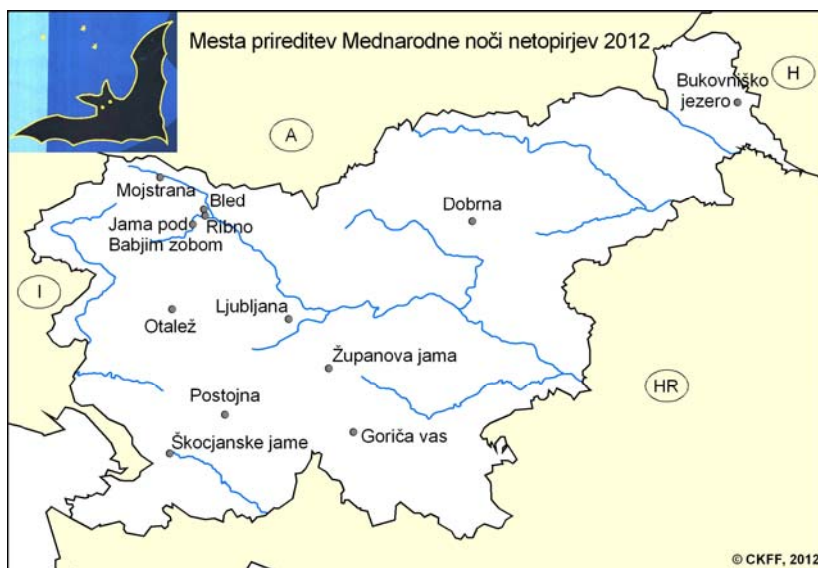 Mesta prireditev Mednarodne noči netopirjev 2012
H
Bukovniško
jezero
A
Mojstrana
Bled
Ribno
Jama pod
Babjim zobom
Dobrna
I
Ljubljana
Otalež
Županova jama
HR
Postojna
Goriča vas
Škocjanske jame
© CKFF, 2012